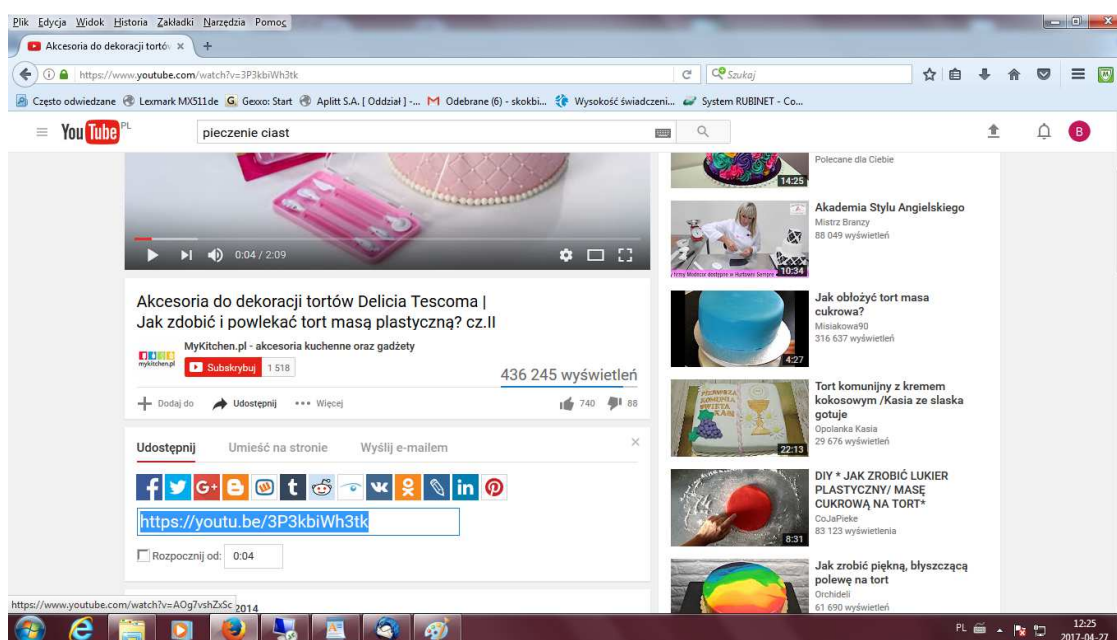 Plik Edycja Widok Historia Zakładki Narzędzia Pomoc
Akcesoria do dekoracji tortów
https://www.youtube.com/watch?v=3P3kbiWh3tk
Szukaj
Często odwiedzane Lexmark MX511de Gexxo: Start Aplitt S.A. [ Oddział ] -... Odebrane (6) - skokbi... Wysokość świadczeni... System RUBINET - Co...
YouTube PL
pieczenie ciast
B
14:25
Polecane dla Ciebie
0:04 / 2:09
Akademia Stylu Angielskiego
Mistrz Branzy
88 049 wyświetleń
10:34
Akcesoria do dekoracji tortów Delicia Tescoma |
Jak zdobić i powlekać tort masą plastyczną? cz.II
mykitchen.pl
MyKitchen.pl - akcesoria kuchenne oraz gadżety
Subskrybuj 1 518
436 245 wyświetleń
Dodaj do Udostępnij Więcej
740 88
Jak obłożyć tort masa
cukrowa?
Misiakowa90
316 637 wyświetleń
4:27
Tort komunijny z kremem
kokosowym /Kasia ze slaska
gotuje
Opolanka Kasia
29 676 wyświetleń
22:13
Udostępnij Umieść na stronie Wyślij e-mailem
https://youtu.be/3P3kbiWh3tk
Rozpocznij od: 0:04
DIY * JAK ZROBIĆ LUKIER
PLASTYCZNY/ MASĘ
CUKROWĄ NA TORT*
CoJaPieke
83 123 wyświetlenia
8:31
Jak zrobić piękną, błyszczącą
polewę na tort
Orchideli
61 690 wyświetleń
https://www.youtube.com/watch?v=AOg7vshZxSc
2014
PL
12:25
2017-04-27